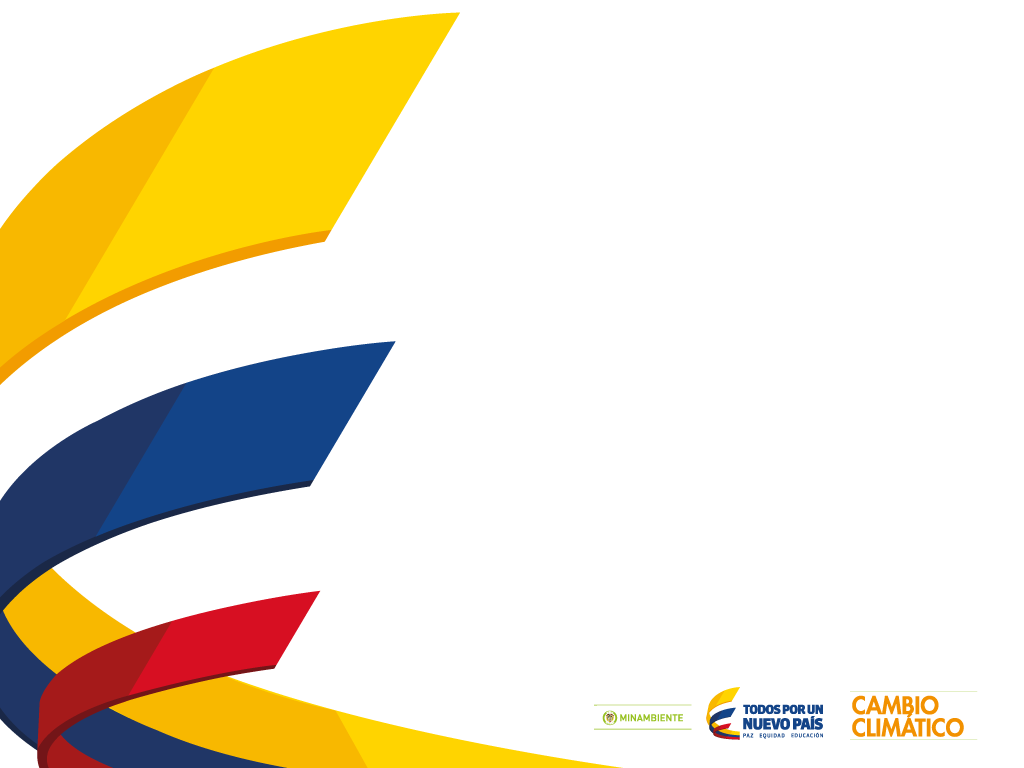 MINAMBIENTE
TODOS POR UN
NUEVO PAÍS
PAZ EQUIDAD EDUCACIÓN
CAMBIO
CLIMÁTICO